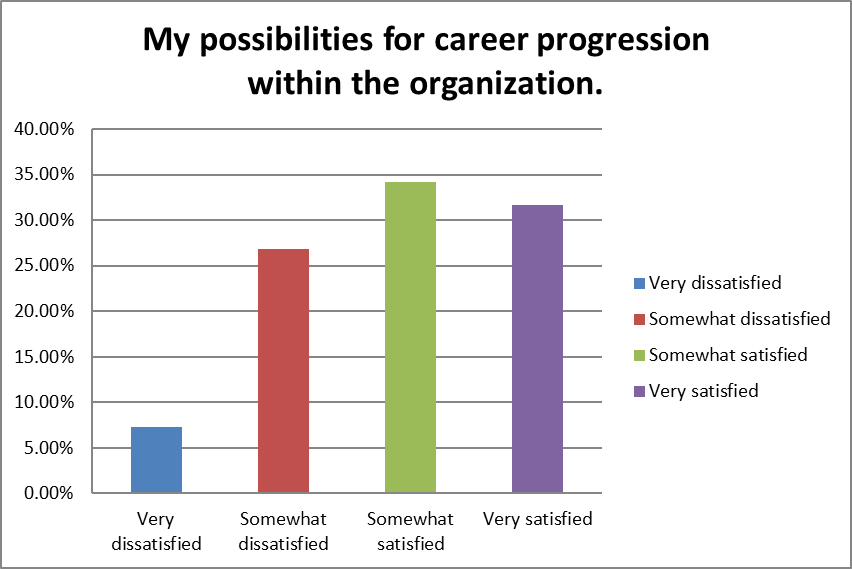 My possibilities for career progression
within the organization.
40.00%
35.00%
30.00%
25.00%
20.00%
15.00%
10.00%
5.00%
0.00%
Very
dissatisfied
Somewhat
dissatisfied
Somewhat
satisfied
Very satisfied
Very dissatisfied
Somewhat dissatisfied
Somewhat satisfied
Very satisfied